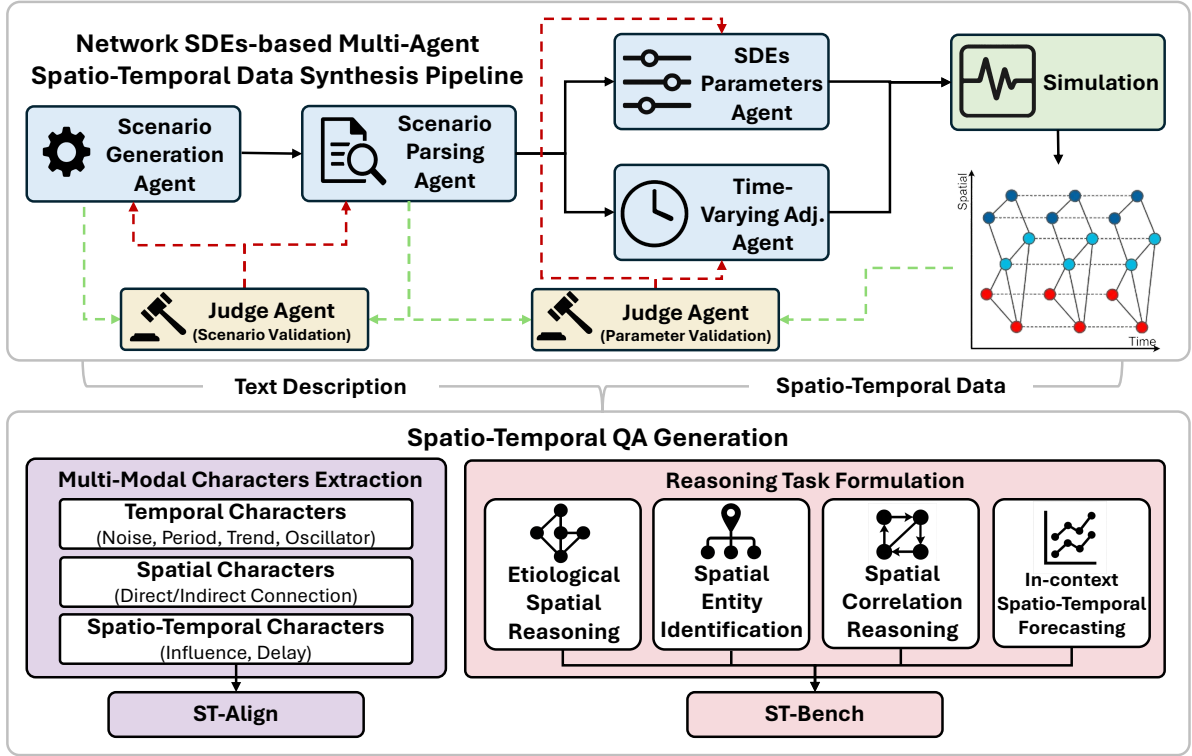 Network SDEs-based Multi-Agent
Spatio-Temporal Data Synthesis Pipeline
Scenario
Generation
Agent
Scenario
Parsing
Agent
SDEs
Parameters
Agent
Time-
Varying Adj.
Agent
Simulation
Spatial
Time
Judge Agent
(Scenario Validation)
Judge Agent
(Parameter Validation)
Text Description
Spatio-Temporal Data
Spatio-Temporal QA Generation
Multi-Modal Characters Extraction
Temporal Characters
(Noise, Period, Trend, Oscillator)
Spatial Characters
(Direct/Indirect Connection)
Spatio-Temporal Characters
(Influence, Delay)
ST-Align
Reasoning Task Formulation
Etiological
Spatial
Reasoning
Spatial
Entity
Identification
Spatial
Correlation
Reasoning
In-context
Spatio-Temporal
Forecasting
ST-Bench